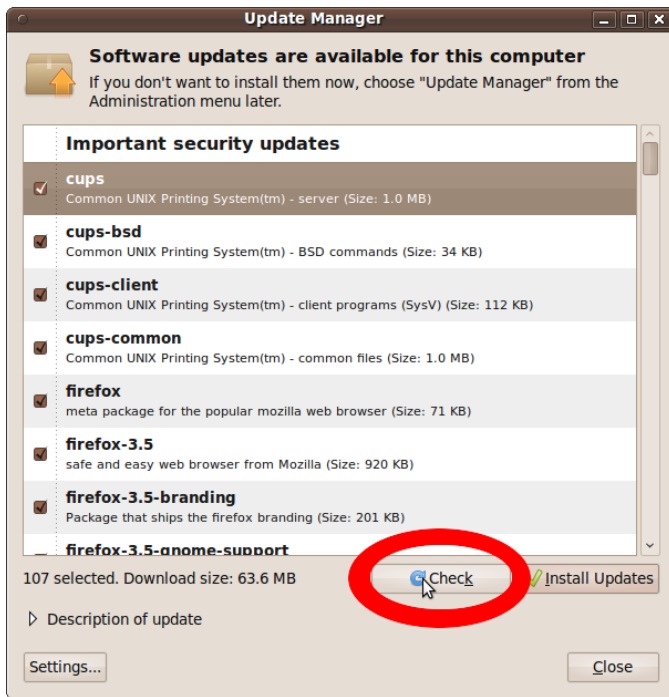 Update Manager
Software updates are available for this computer
If you don't want to install them now, choose "Update Manager" from the
Administration menu later.
Important security updates
cups
Common UNIX Printing System(tm) - server (Size: 1.0 MB)
cups-bsd
Common UNIX Printing System(tm) - BSD commands (Size: 34 KB)
cups-client
Common UNIX Printing System(tm) - client programs (SysV) (Size: 112 KB)
cups-common
Common UNIX Printing System(tm) - common files (Size: 1.0 MB)
firefox
meta package for the popular mozilla web browser (Size: 71 KB)
firefox-3.5
safe and easy web browser from Mozilla (Size: 920 KB)
firefox-3.5-branding
Package that ships the firefox branding (Size: 201 KB)
firefox-3.5-gnome-support
107 selected. Download size: 63.6 MB
Check
Install Updates
Description of update
Settings...
Close